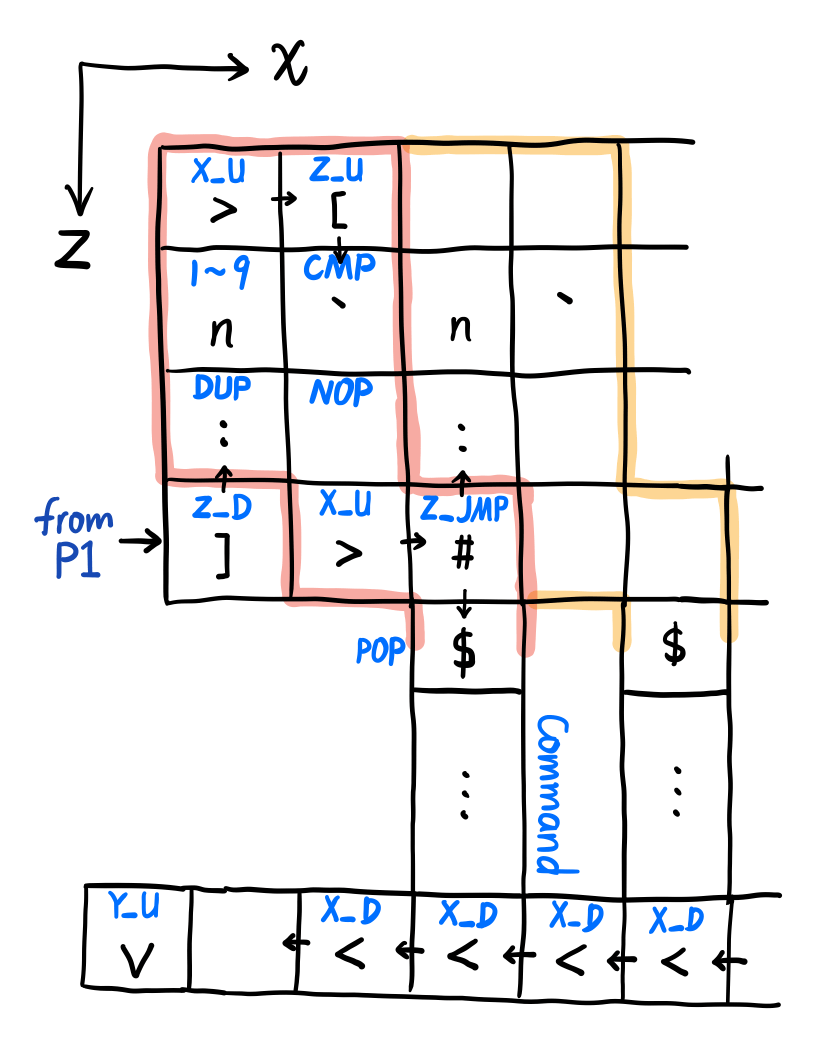 x
z
X_U Z_U
> [
1~9 CMP
n ` n `
DUP NOP
⋮ ⋮
from P1
Z_D X_U Z_JMP
] > #
POP $ $
⋮ ⋮
Command
Y_U X_D X_D X_D X_D
v < < < <